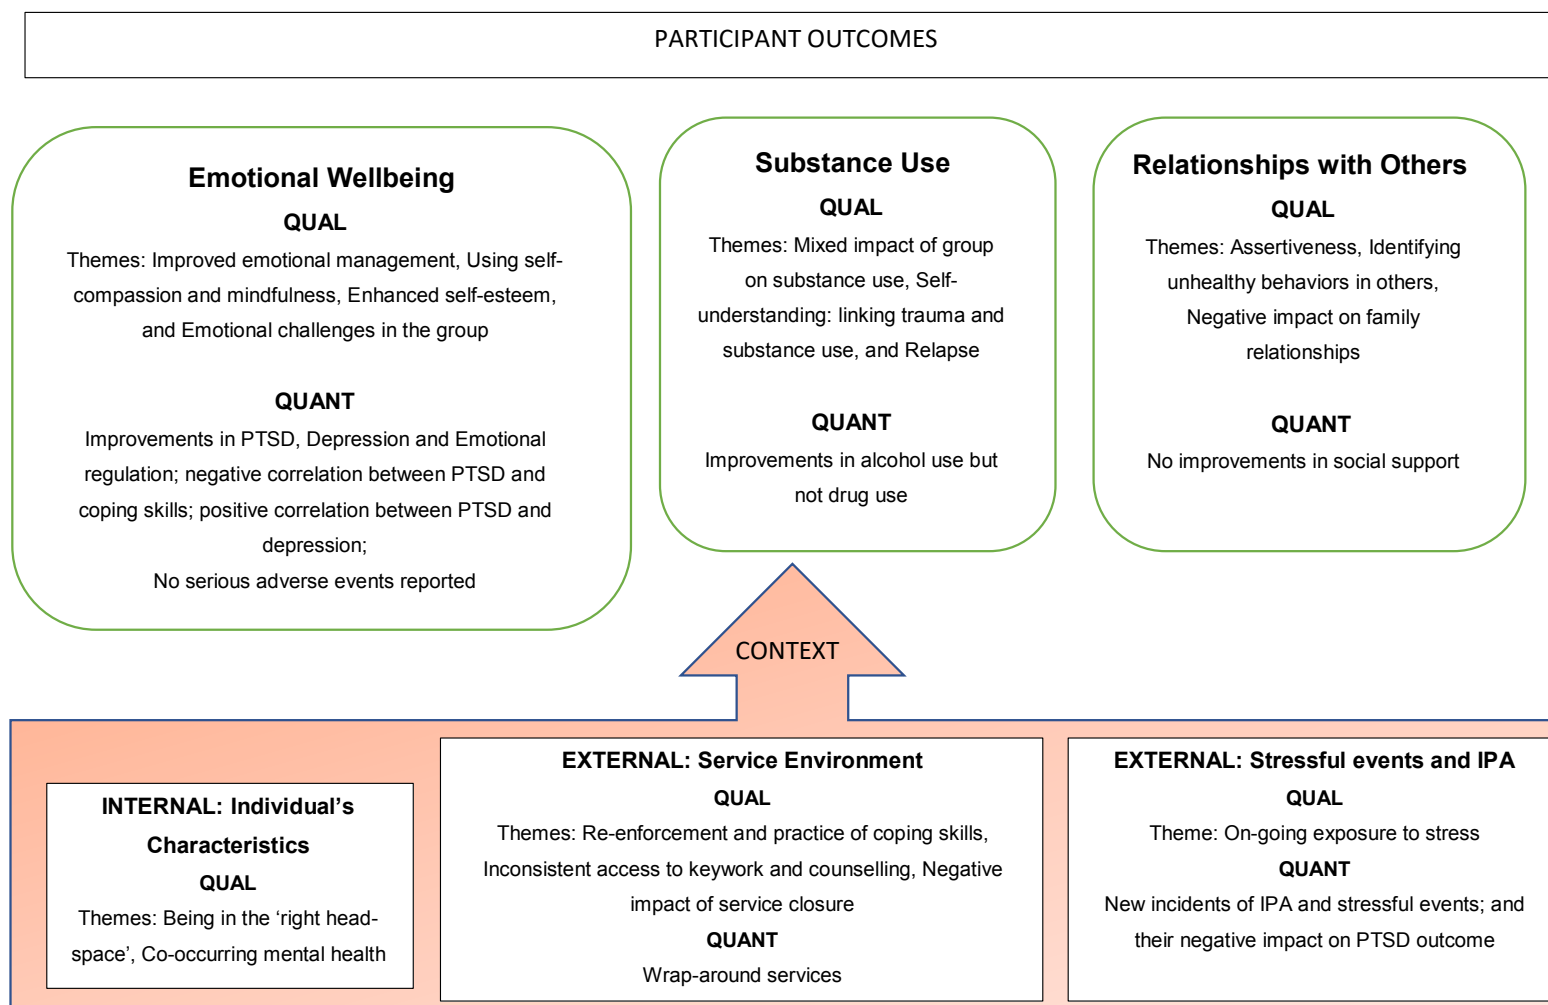 PARTICIPANT OUTCOMES
Emotional Wellbeing
QUAL
Themes: Improved emotional management, Using self-
compassion and mindfulness, Enhanced self-esteem,
and Emotional challenges in the group
QUANT
Improvements in PTSD, Depression and Emotional
regulation; negative correlation between PTSD and
coping skills; positive correlation between PTSD and
depression;
No serious adverse events reported
Substance Use
QUAL
Themes: Mixed impact of group
on substance use, Self-
understanding: linking trauma and
substance use, and Relapse
QUANT
Improvements in alcohol use but
not drug use
Relationships with Others
QUAL
Themes: Assertiveness, Identifying
unhealthy behaviors in others,
Negative impact on family
relationships
QUANT
No improvements in social support
CONTEXT
INTERNAL: Individual’s
Characteristics
QUAL
Themes: Being in the ‘right head-
space’, Co-occurring mental health
EXTERNAL: Service Environment
QUAL
Themes: Re-enforcement and practice of coping skills,
Inconsistent access to keywork and counselling, Negative
impact of service closure
QUANT
Wrap-around services
EXTERNAL: Stressful events and IPA
QUAL
Theme: On-going exposure to stress
QUANT
New incidents of IPA and stressful events; and
their negative impact on PTSD outcome